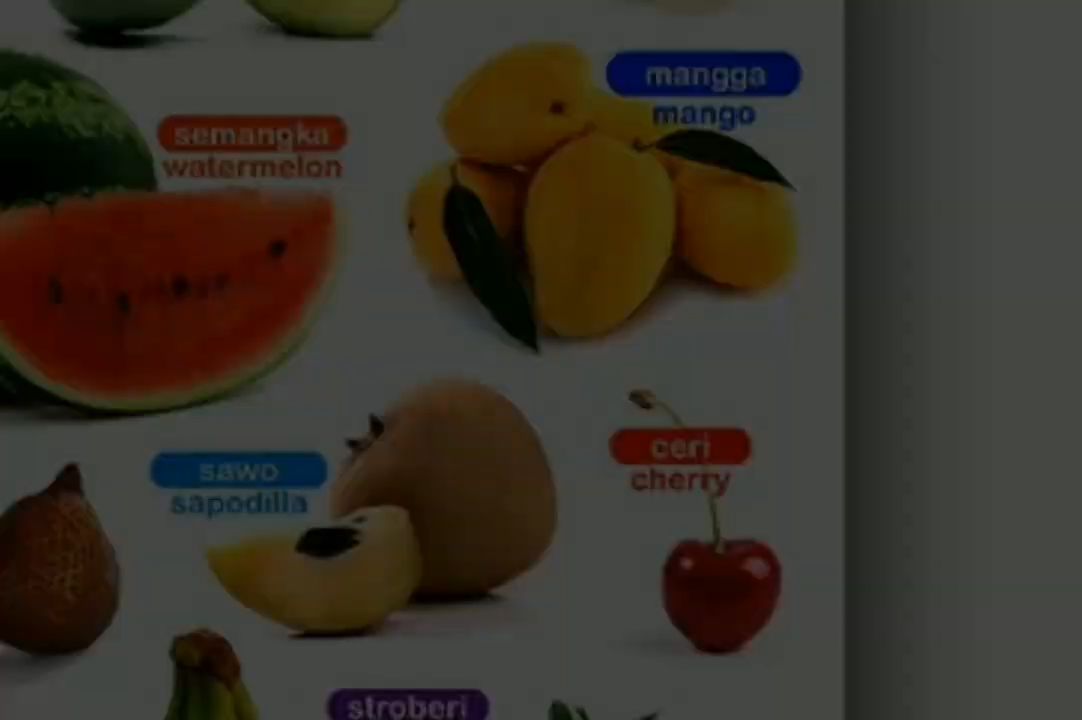 mangga
mango
semangka
watermelon
ceri
cherry
sawo
sapodilla
stroberi